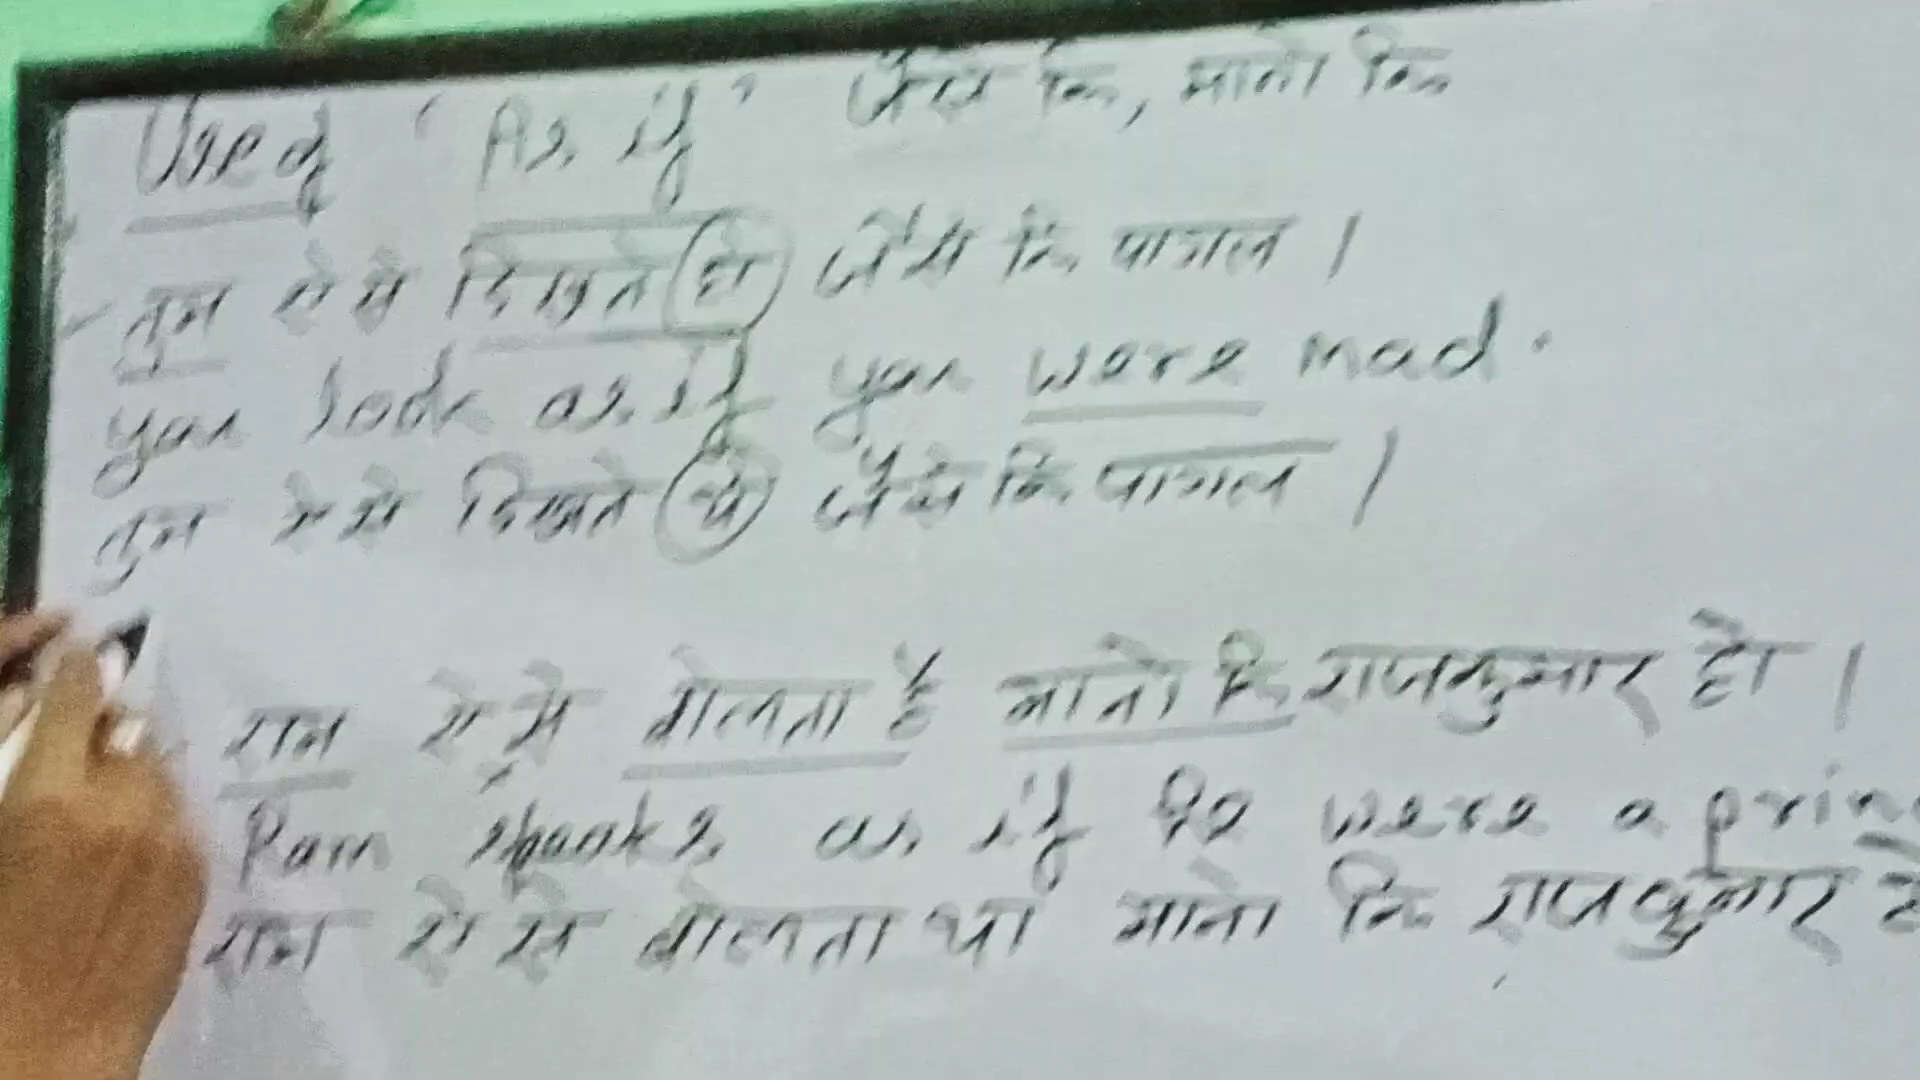 Use of "As if" जैसे कि, मानो कि
तुम ऐसे दिखते हो जैसे कि पागल ।
you look as if you were mad.
तुम ऐसे दिखते थे जैसे कि पागल ।
राम ऐसे बोलता है मानो कि राजकुमार हो ।
Ram speaks as if he were a prin
राम ऐसे बोलता था मानो कि राजकुमार